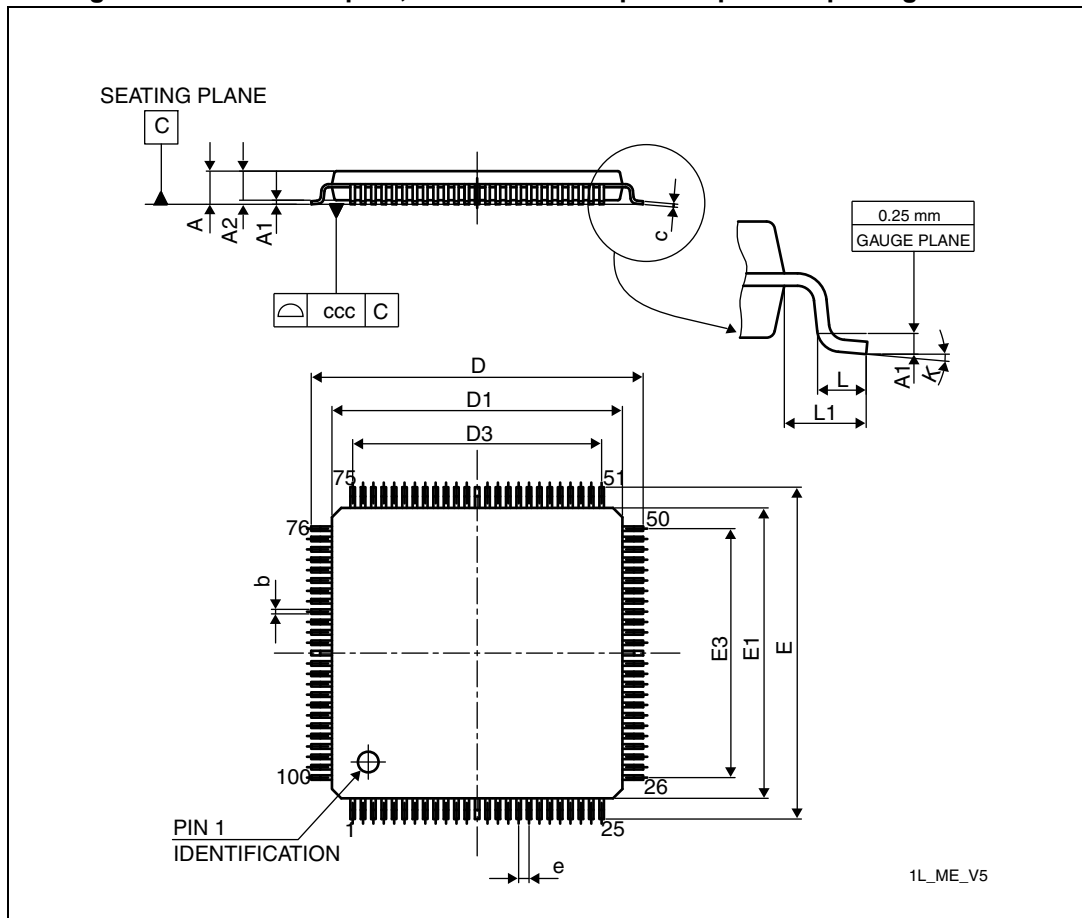 SEATING PLANE
C
A
A2
A1
c
0.25 mm
GAUGE PLANE
ccc C
A1
K
L
L1
D
D1
D3
75
51
76
50
b
E3
E1
E
100
26
1
25
PIN 1
IDENTIFICATION
e
1L_ME_V5